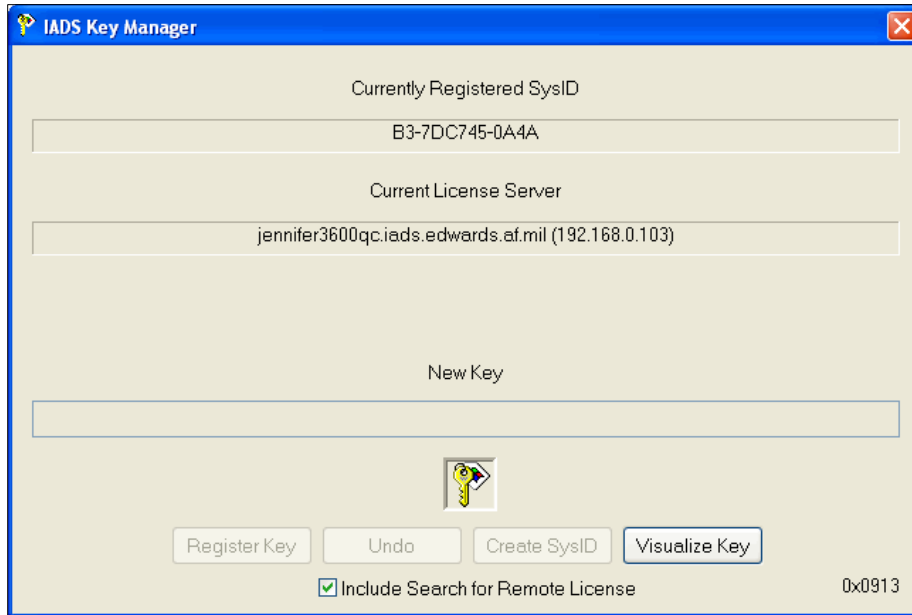 IADS Key Manager
Currently Registered SysID
B3-7DC745-0A4A
Current License Server
jennifer3600qc.iads.edwards.af.mil (192.168.0.103)
New Key
Register Key Undo Create SysID Visualize Key
Include Search for Remote License 0x0913